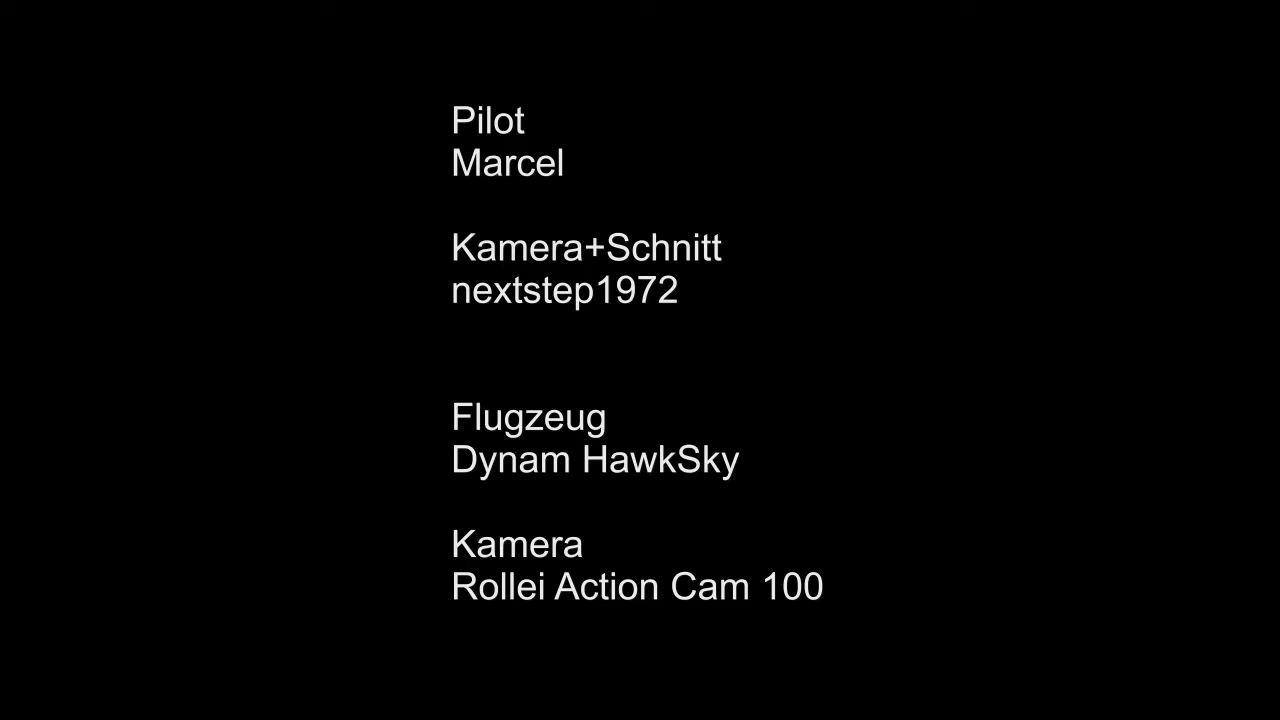 Pilot
Marcel
Kamera+Schnitt
nextstep1972
Flugzeug
Dynam HawkSky
Kamera
Rollei Action Cam 100